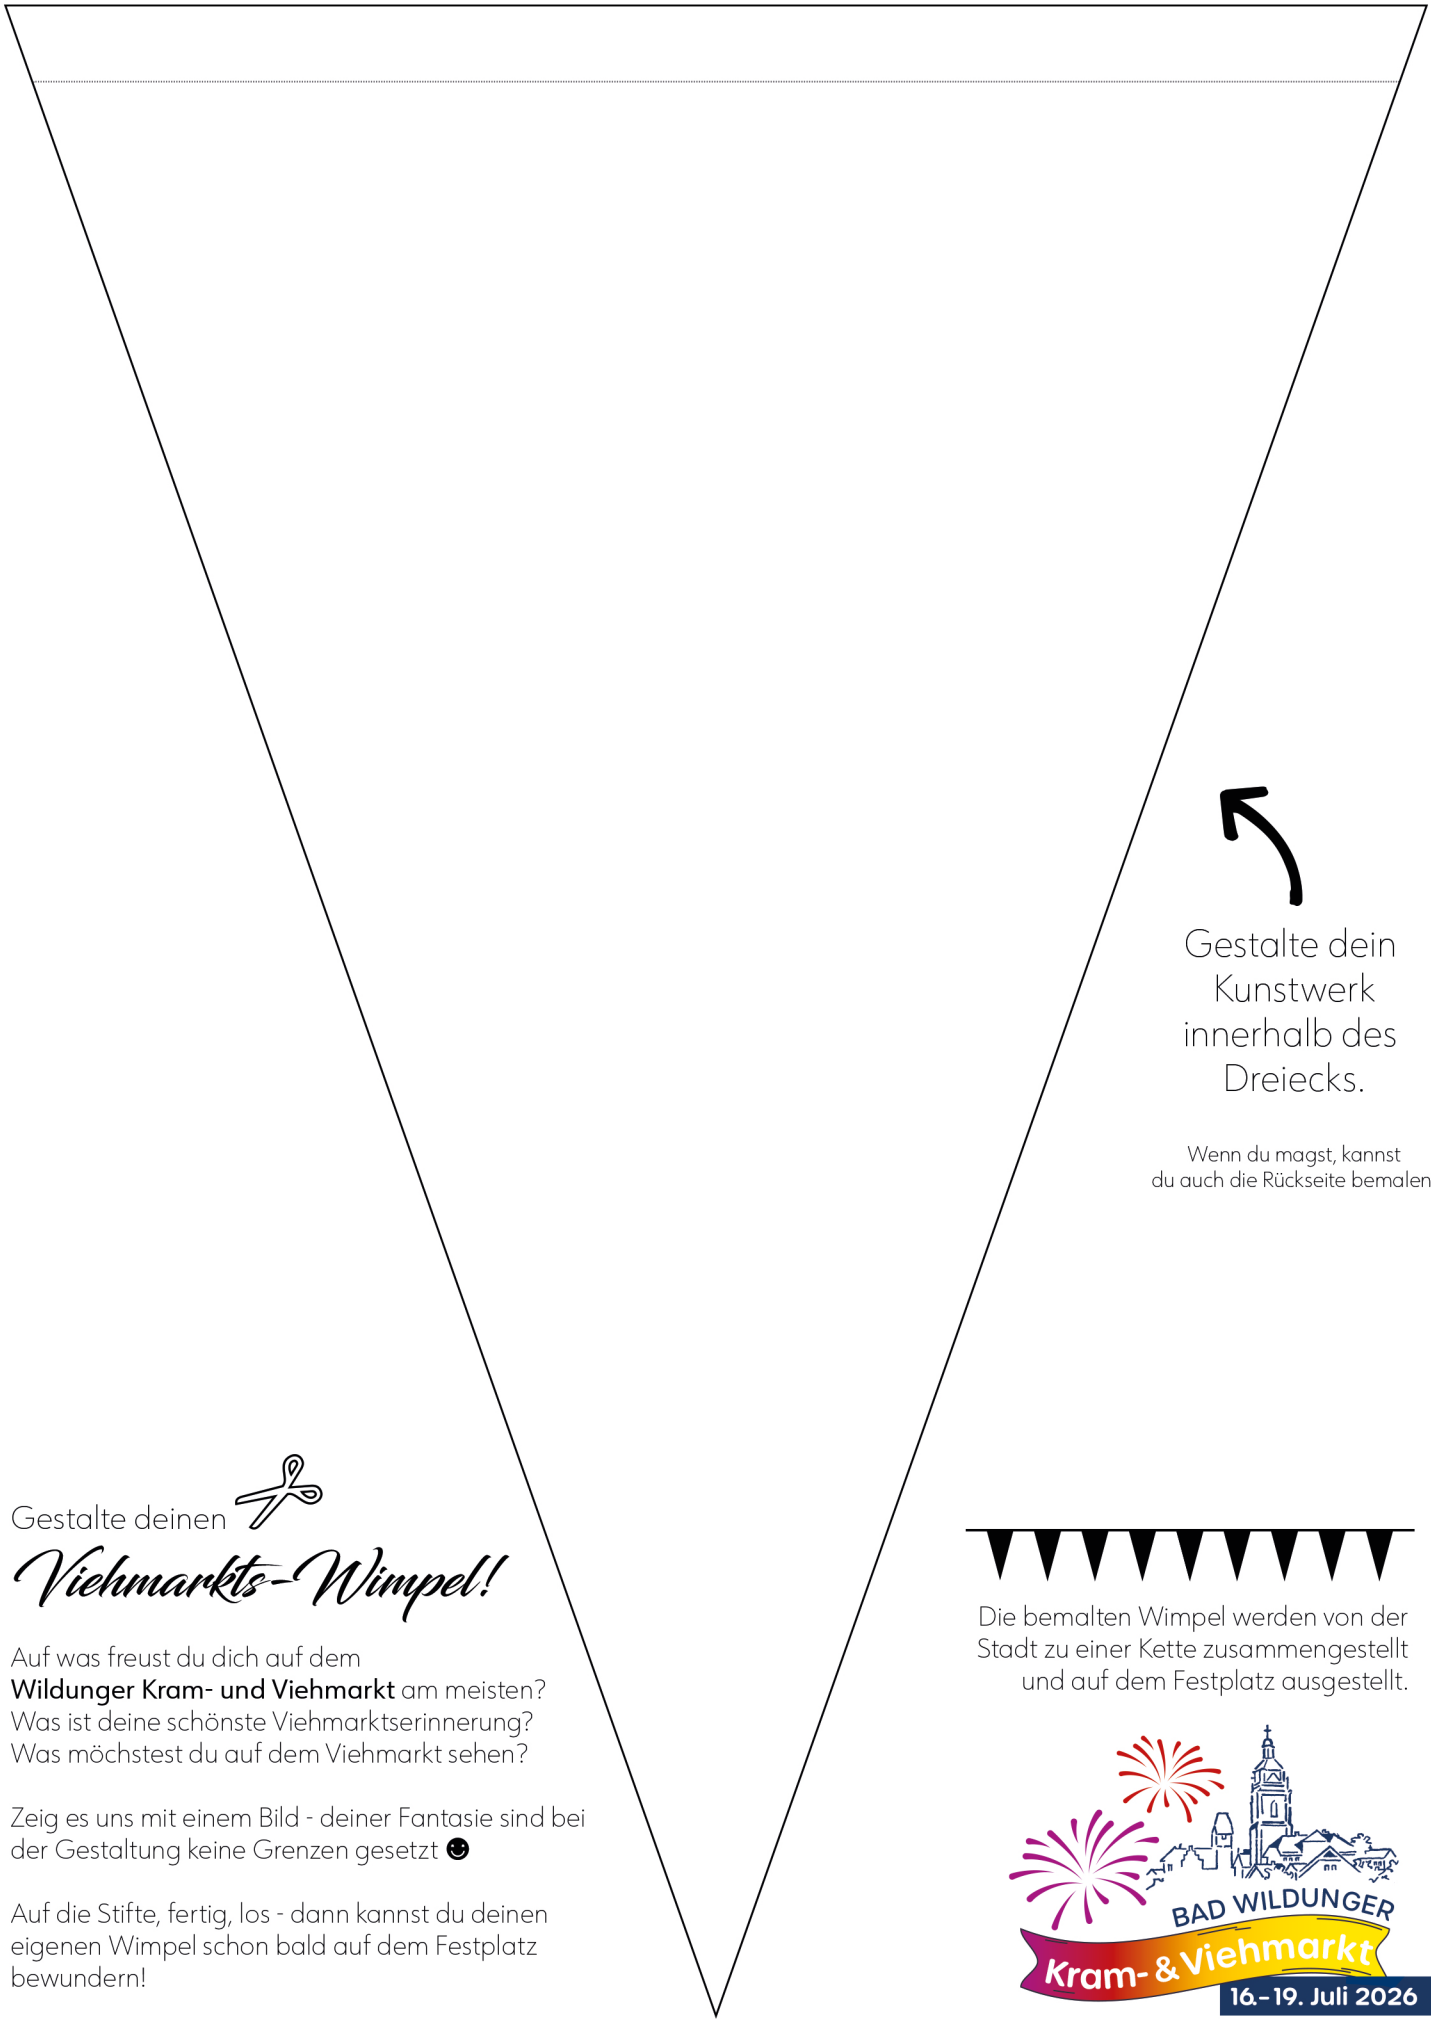 Gestalte dein
Kunstwerk
innerhalb des
Dreiecks.
Wenn du magst, kannst
du auch die Rückseite bemalen
Gestalte deinen
Viehmarkts-Wimpel!
Auf was freust du dich auf dem
Wildunger Kram- und Viehmarkt am meisten?
Was ist deine schönste Viehmarktserinnerung?
Was möchstest du auf dem Viehmarkt sehen?
Zeig es uns mit einem Bild - deiner Fantasie sind bei
der Gestaltung keine Grenzen gesetzt ☻
Auf die Stifte, fertig, los - dann kannst du deinen
eigenen Wimpel schon bald auf dem Festplatz
bewundern!
Die bemalten Wimpel werden von der
Stadt zu einer Kette zusammengestellt
und auf dem Festplatz ausgestellt.
BAD WILDUNGER
Kram- & Viehmarkt
16.-19. Juli 2026